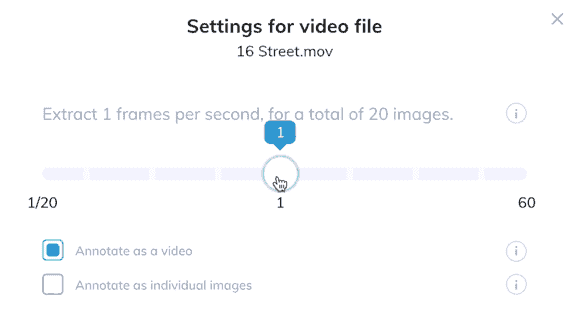 Settings for video file
16 Street.mov
Extract 1 frames per second, for a total of 20 images.
1
1/20 1 60
Annotate as a video
Annotate as individual images